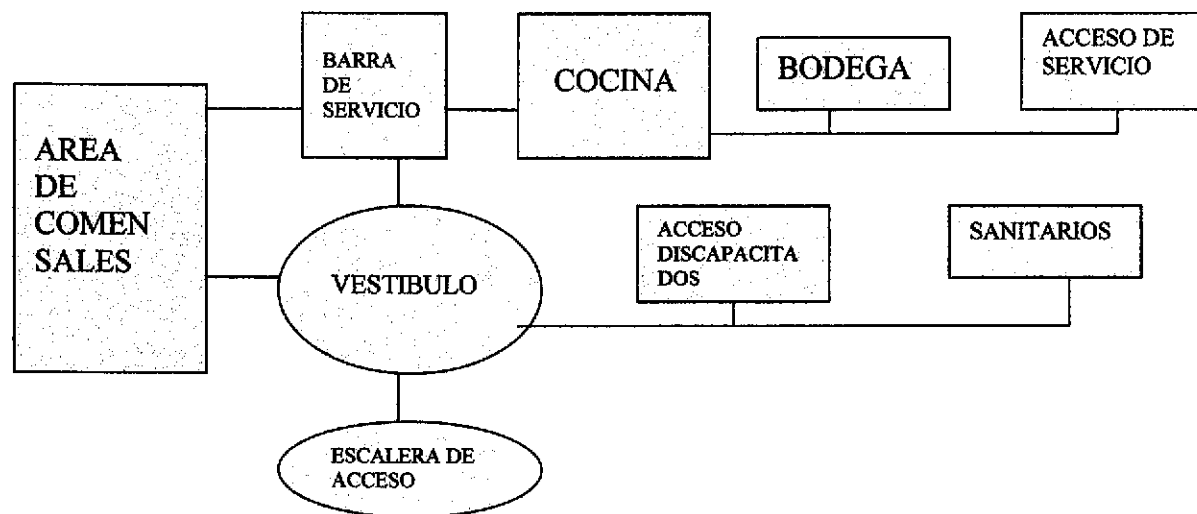 BARRA
DE
SERVICIO
COCINA
BODEGA
ACCESO DE
SERVICIO
AREA
DE
COMEN
SALES
VESTIBULO
ACCESO
DISCAPACITA
DOS
SANITARIOS
ESCALERA DE
ACCESO